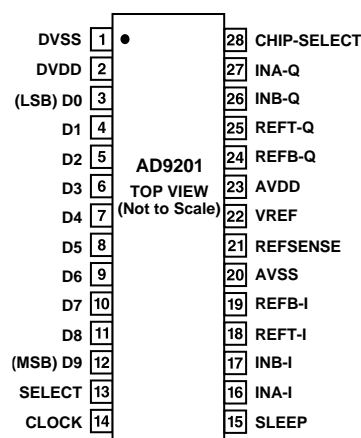 DVSS 1 28 CHIP-SELECT
DVDD 2 27 INA-Q
(LSB) D0 3 26 INB-Q
D1 4 25 REFT-Q
D2 5 24 REFB-Q
D3 6 AD9201 23 AVDD
D4 7 TOP VIEW 22 VREF
D5 8 (Not to Scale) 21 REFSENSE
D6 9 20 AVSS
D7 10 19 REFB-I
D8 11 18 REFT-I
(MSB) D9 12 17 INB-I
SELECT 13 16 INA-I
CLOCK 14 15 SLEEP